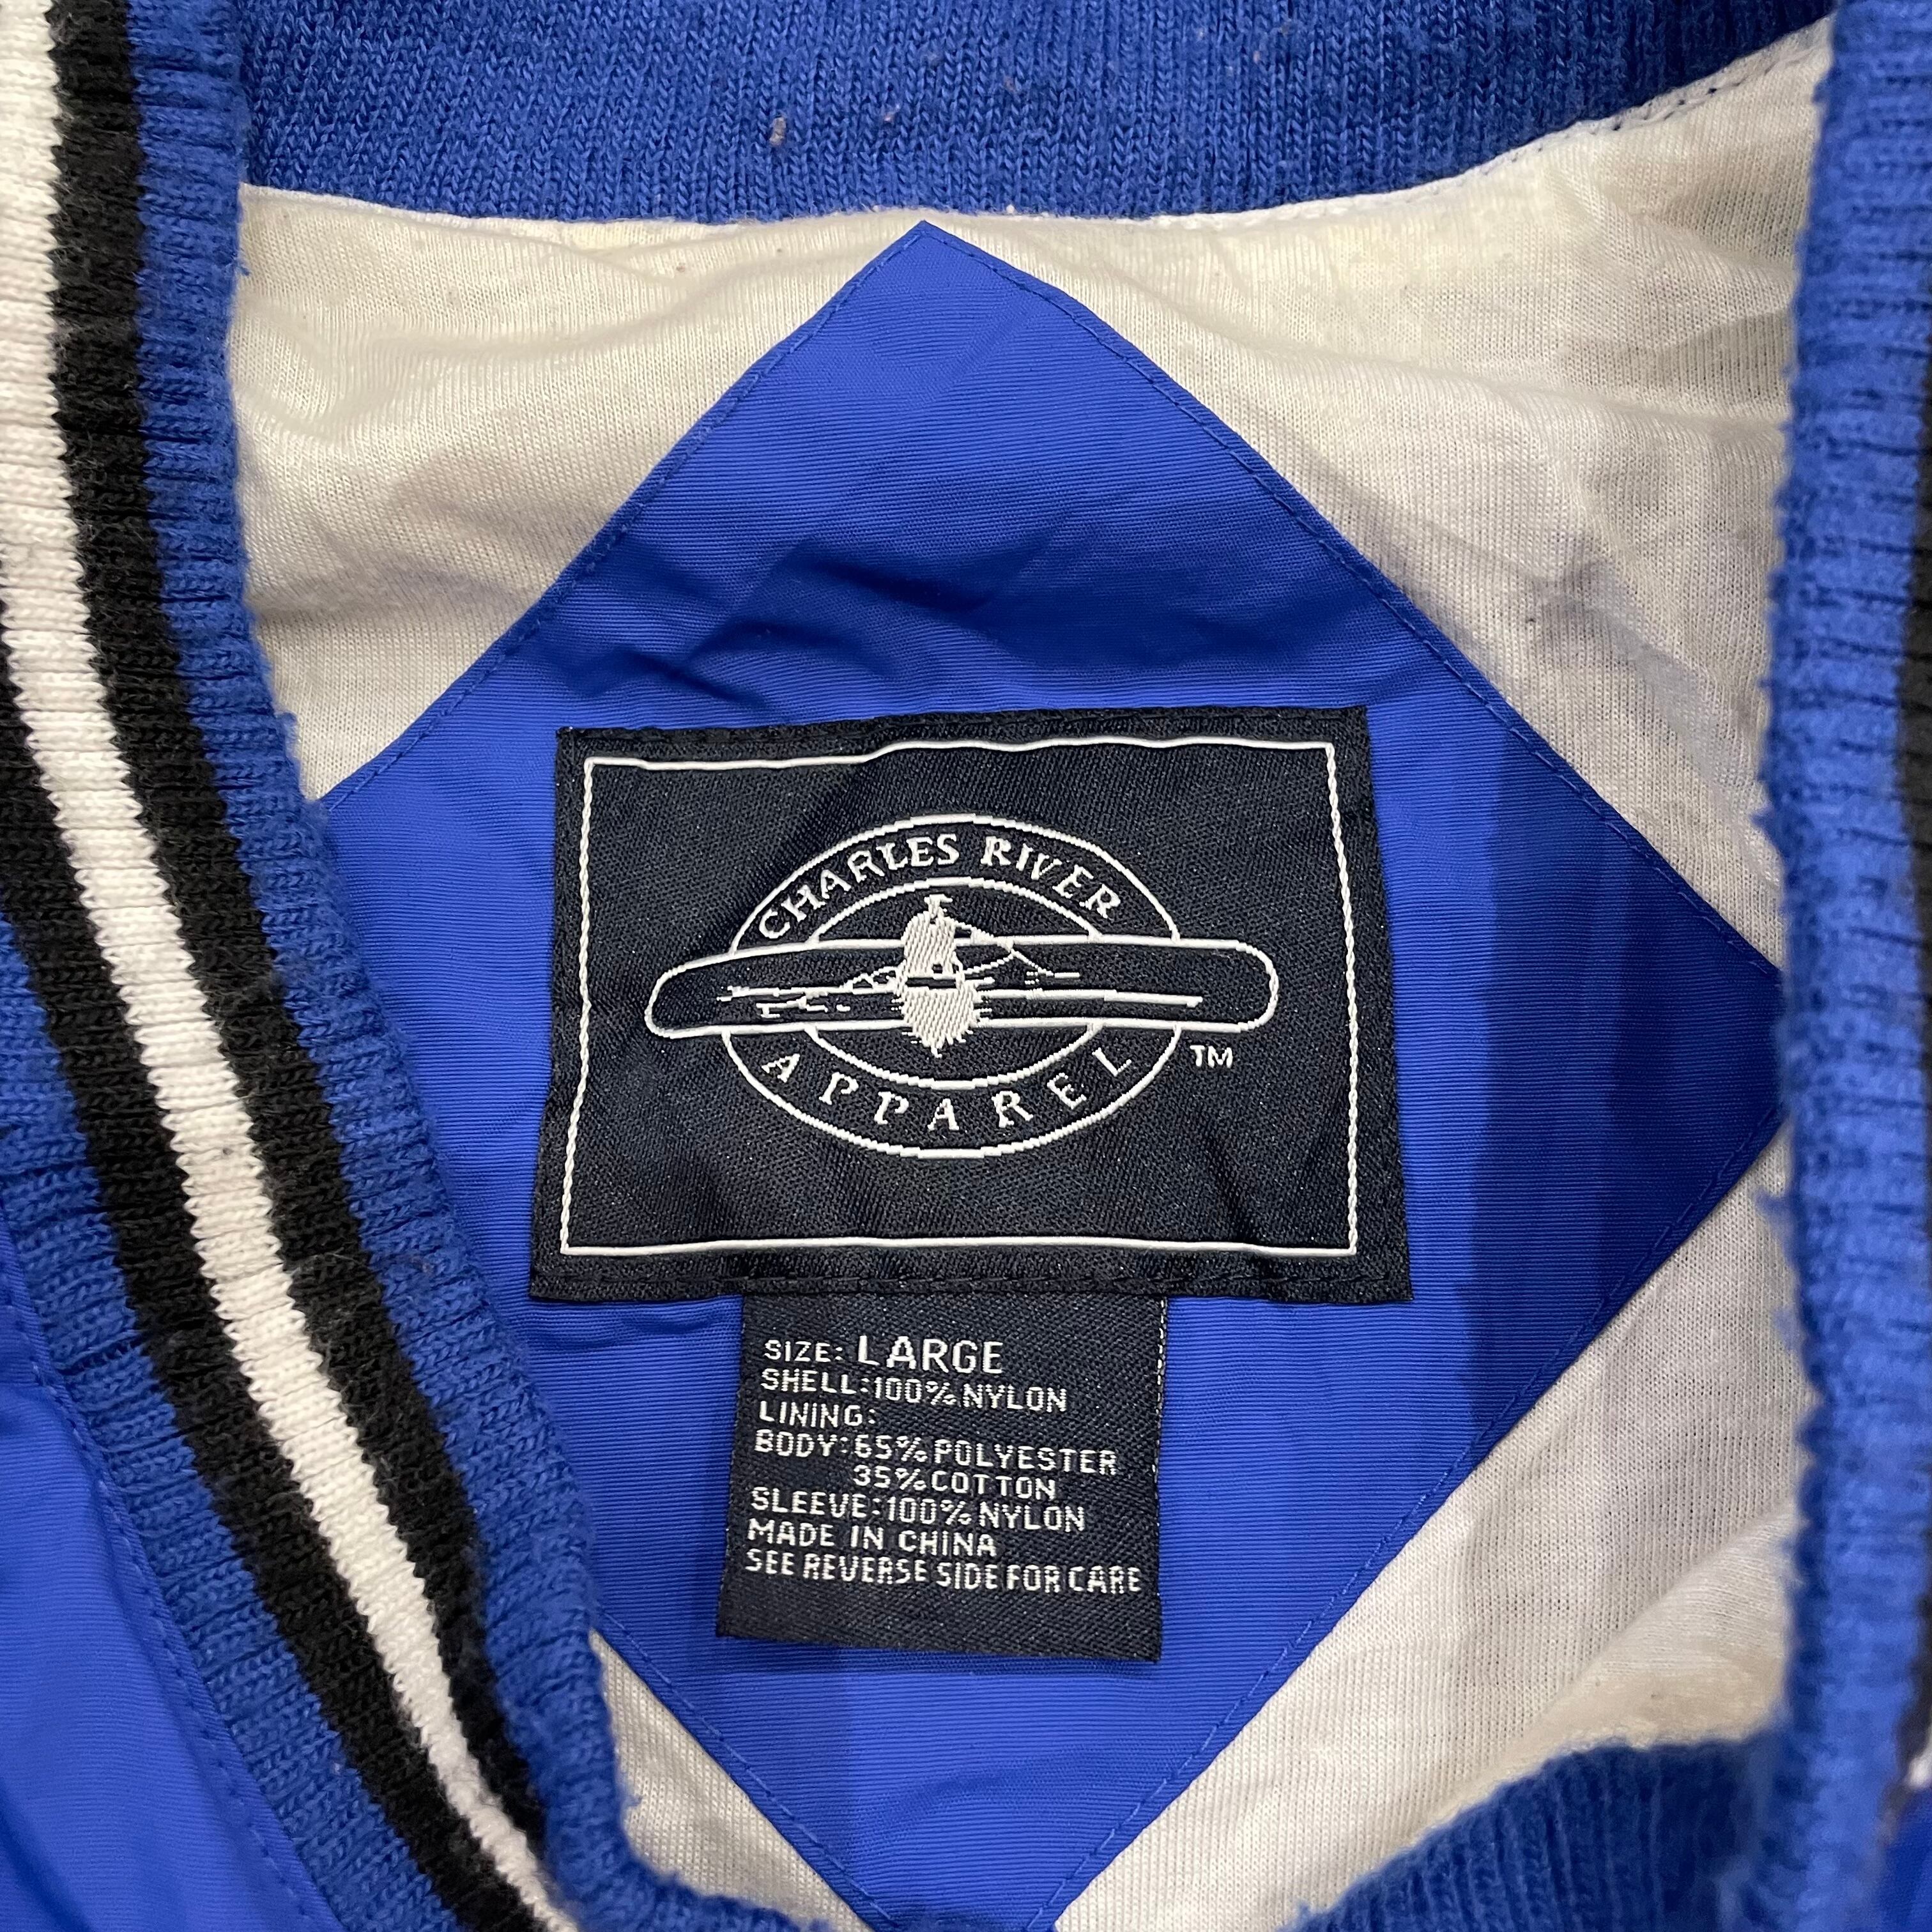 CHARLES RIVER
APPAREL
TM
SIZE: LARGE
SHELL:100% NYLON
LINING:
BODY:65% POLYESTER
35% COTTON
SLEEVE:100% NYLON
MADE IN CHINA
SEE REVERSE SIDE FOR CARE